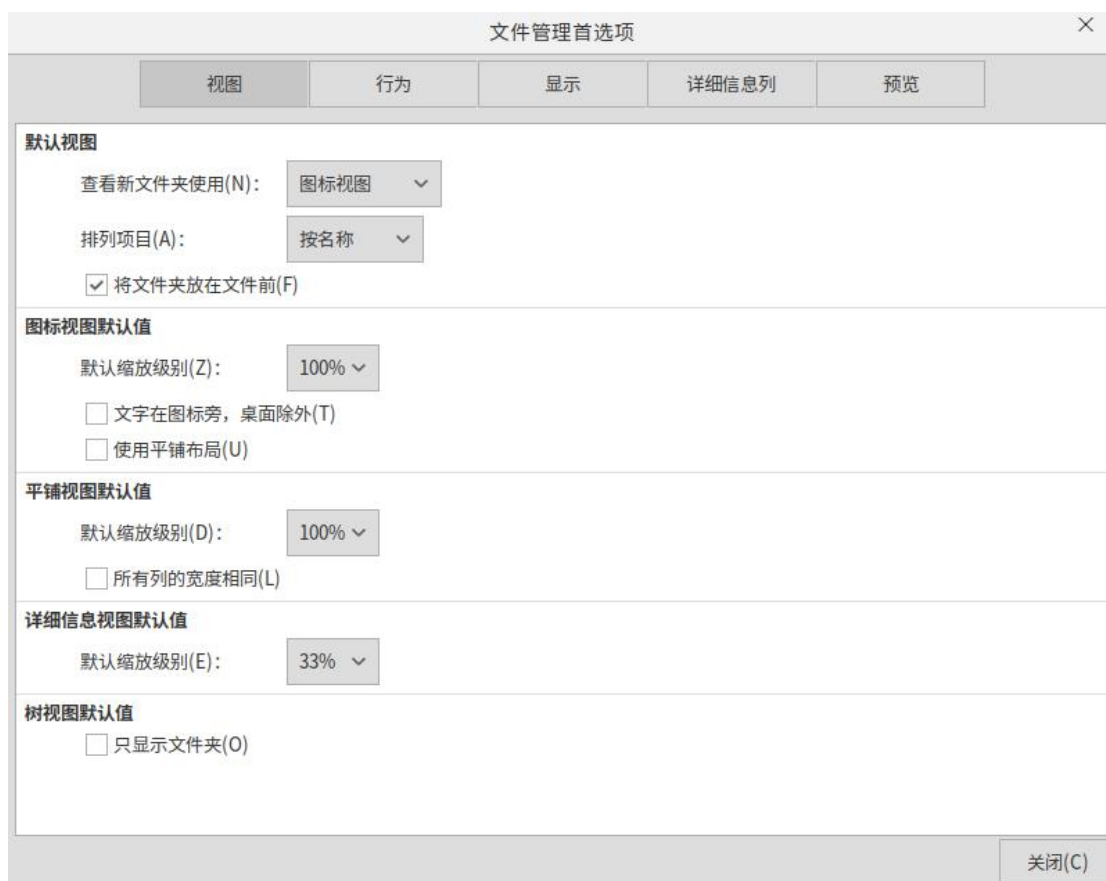 文件管理首选项
视图 行为 显示 详细信息列 预览
默认视图
查看新文件夹使用(N): 图标视图
排列项目(A): 按名称
将文件夹放在文件前(F)
图标视图默认值
默认缩放级别(Z): 100%
文字在图标旁，桌面除外(T)
使用平铺布局(U)
平铺视图默认值
默认缩放级别(D): 100%
所有列的宽度相同(L)
详细信息视图默认值
默认缩放级别(E): 33%
树视图默认值
只显示文件夹(O)
关闭(C)